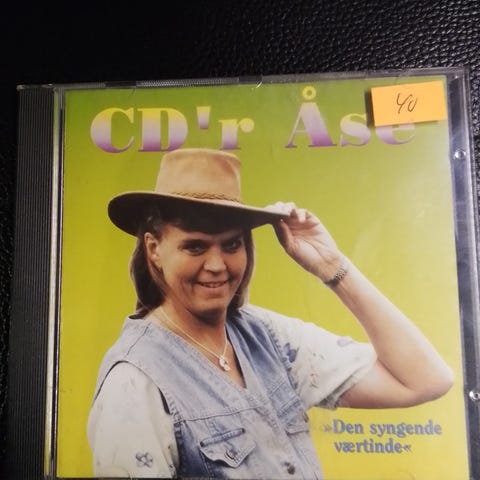 CD'r Åse
40
»Den syngende
værtinde«